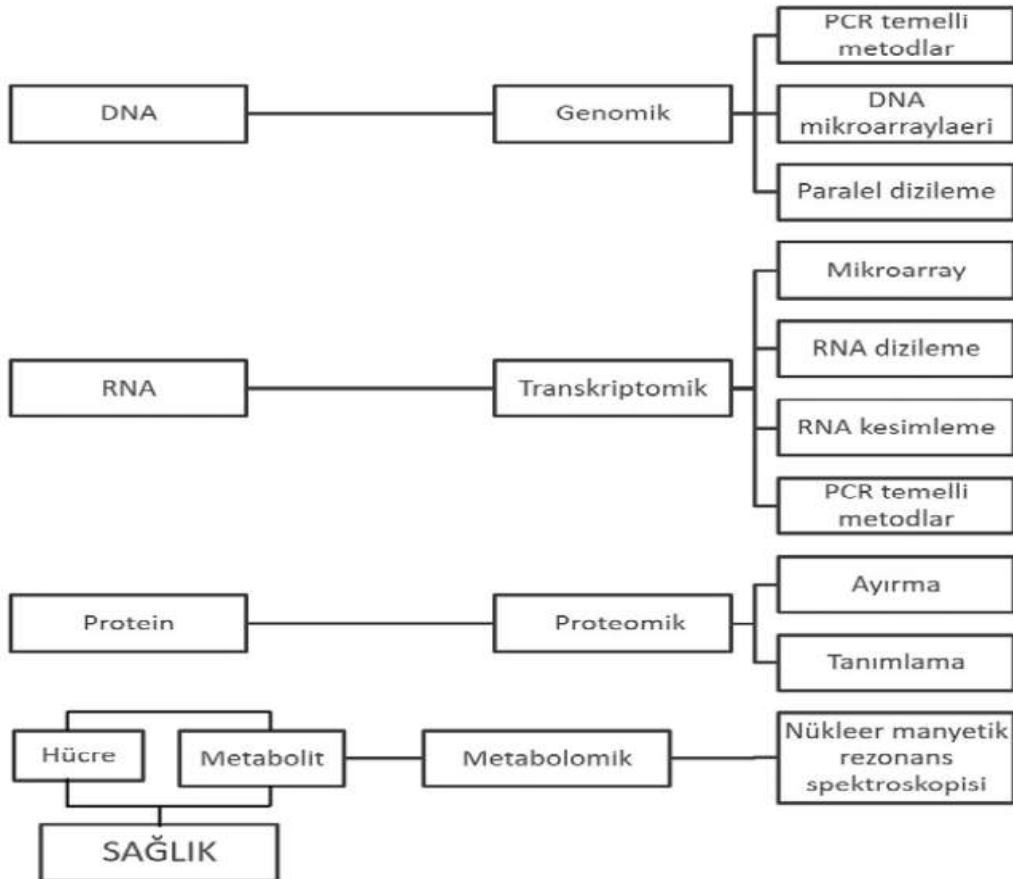 DNA
Genomik
PCR temelli
metodlar
DNA
mikroarraylaeri
Paralel dizileme
RNA
Transkriptomik
Mikroarray
RNA dizileme
RNA kesimleme
PCR temelli
metodlar
Protein
Proteomik
Ayırma
Tanımlama
Hücre
Metabolit
Metabolomik
Nükleer manyetik
rezonans
spektroskopisi
SAĞLIK